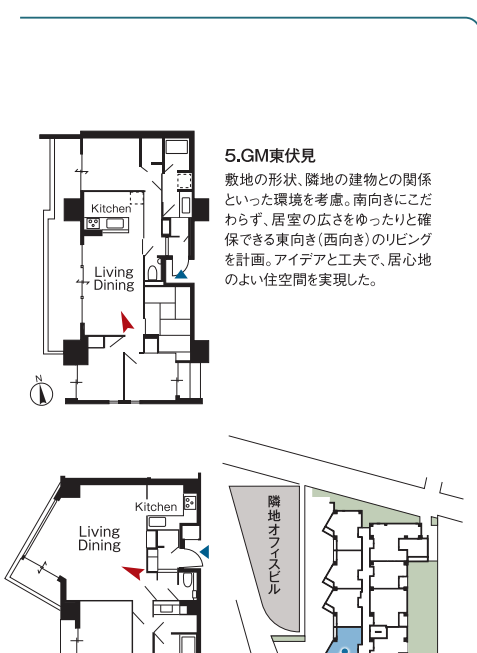 5.GM東伏見
敷地の形状、隣地の建物との関係
といった環境を考慮。南向きにこだ
わらず、居室の広さをゆったりと確
保できる東向き（西向き）のリビング
を計画。アイデアと工夫で、居心地
のよい住空間を実現した。
Kitchen
Living
Dining
N
Kitchen
Living
Dining
隣地オフィスビル